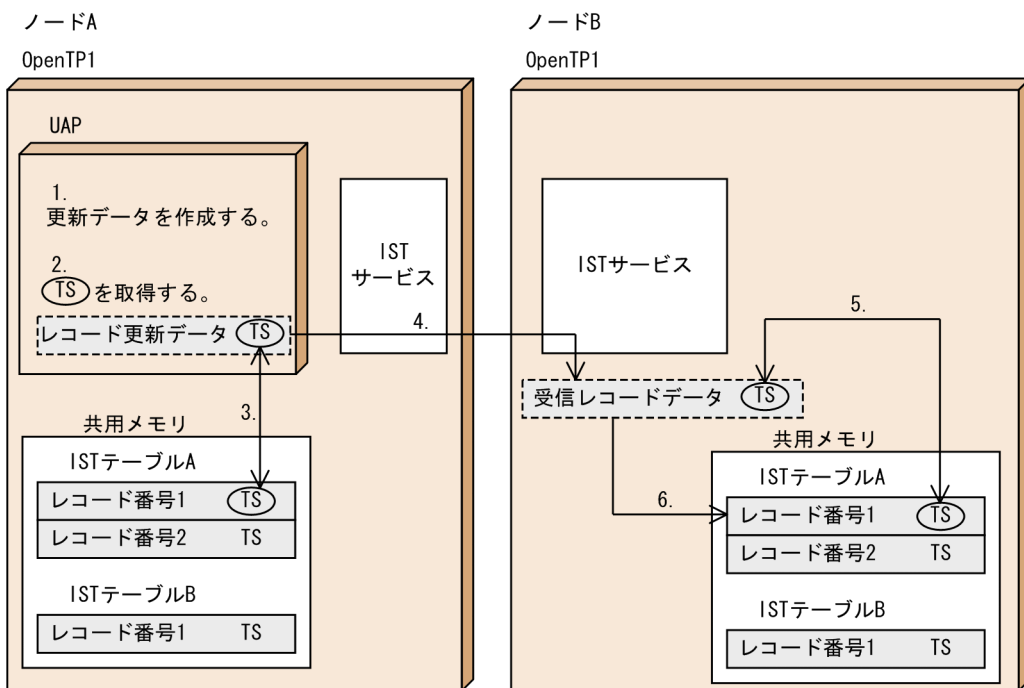 ノードA
OpenTP1
UAP
1.
更新データを作成する。
2.
TSを取得する。
レコード更新データ TS
3.
IST
サービス
4.
共用メモリ
ISTテーブルA
レコード番号1 TS
レコード番号2 TS
ISTテーブルB
レコード番号1 TS
ノードB
OpenTP1
ISTサービス
5.
受信レコードデータ TS
6.
共用メモリ
ISTテーブルA
レコード番号1 TS
レコード番号2 TS
ISTテーブルB
レコード番号1 TS